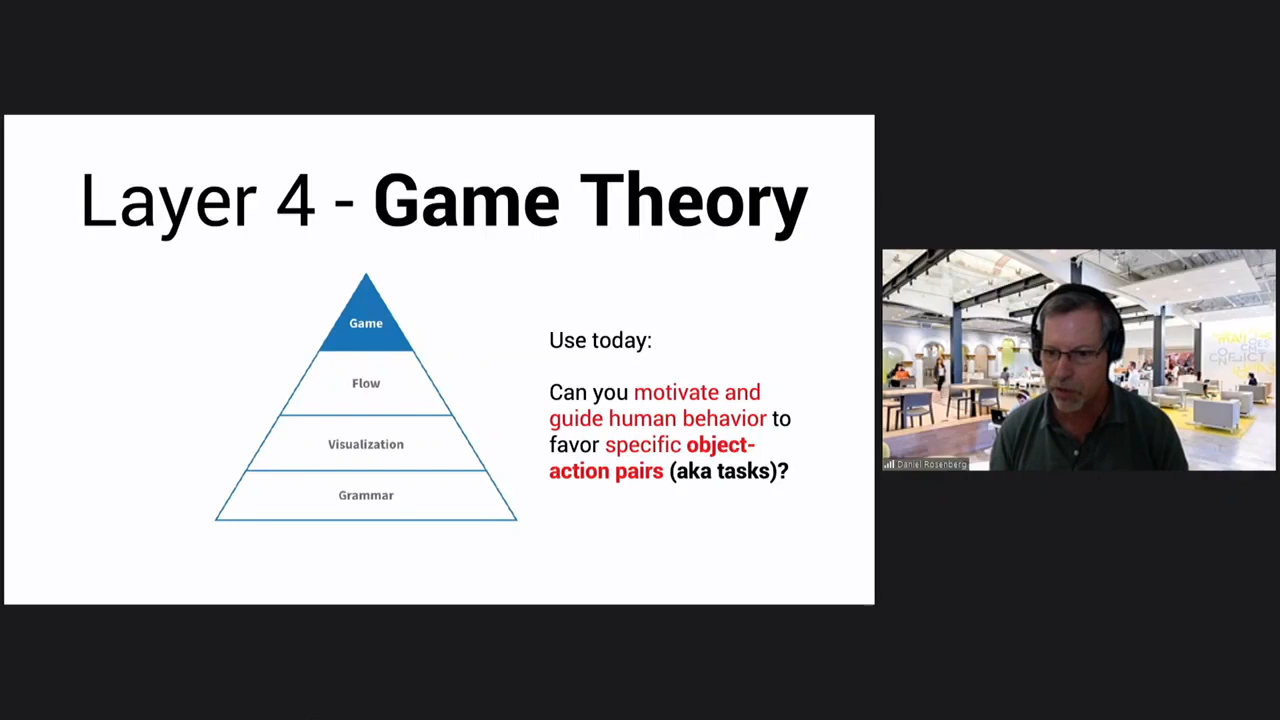 Layer 4 - Game Theory
Game
Flow
Visualization
Grammar
Use today:
Can you motivate and
guide human behavior to
favor specific object-
action pairs (aka tasks)?
Daniel Rosenberg